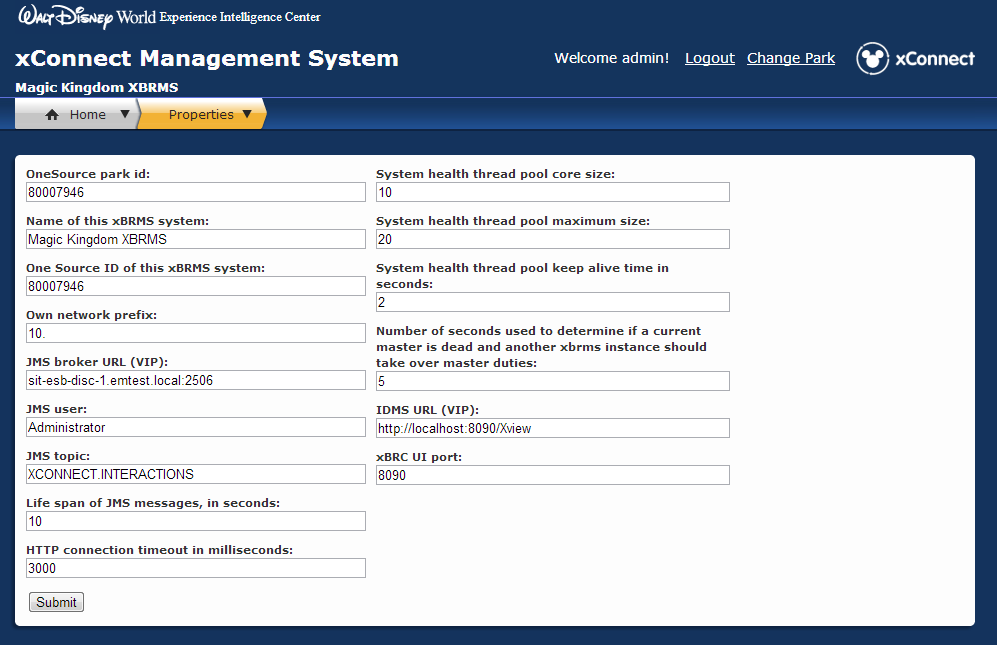 Walt Disney World Experience Intelligence Center
xConnect Management System
Welcome admin! Logout Change Park xConnect
Magic Kingdom XBRMS
Home Properties
OneSource park id:
80007946
Name of this xBRMS system:
Magic Kingdom XBRMS
One Source ID of this xBRMS system:
80007946
Own network prefix:
10.
JMS broker URL (VIP):
sit-esb-disc-1.emtest.local:2506
JMS user:
Administrator
JMS topic:
XCONNECT.INTERACTIONS
Life span of JMS messages, in seconds:
10
HTTP connection timeout in milliseconds:
3000
Submit
System health thread pool core size:
10
System health thread pool maximum size:
20
System health thread pool keep alive time in
seconds:
2
Number of seconds used to determine if a current
master is dead and another xbrms instance should
take over master duties:
5
IDMS URL (VIP):
http://localhost:8090/Xview
xBRC UI port:
8090